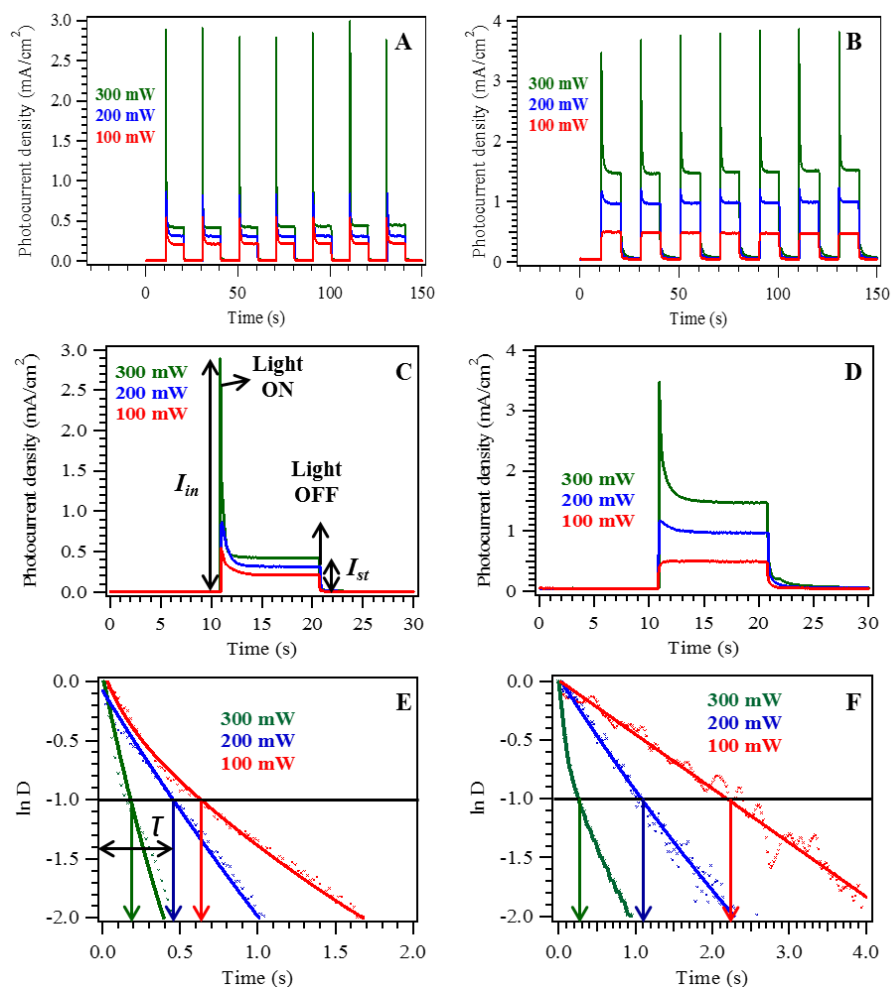 A
Photocurrent density (mA/cm²)
3.0
2.5
2.0
1.5
1.0
0.5
0.0
300 mW
200 mW
100 mW
0
50
100
150
Time (s)
B
Photocurrent density (mA/cm²)
4
3
2
1
0
300 mW
200 mW
100 mW
0
50
100
150
Time (s)
C
Photocurrent density (mA/cm²)
3.0
2.5
2.0
1.5
1.0
0.5
0.0
300 mW
200 mW
100 mW
Light
ON
Light
OFF
I_in
I_st
0
5
10
15
20
25
30
Time (s)
D
Photocurrent density (mA/cm²)
4
3
2
1
0
300 mW
200 mW
100 mW
0
5
10
15
20
25
30
Time (s)
E
ln D
0.0
-0.5
-1.0
-1.5
-2.0
300 mW
200 mW
100 mW
τ
0.0
0.5
1.0
1.5
2.0
Time (s)
F
ln D
0.0
-0.5
-1.0
-1.5
-2.0
300 mW
200 mW
100 mW
0.0
1.0
2.0
3.0
4.0
Time (s)